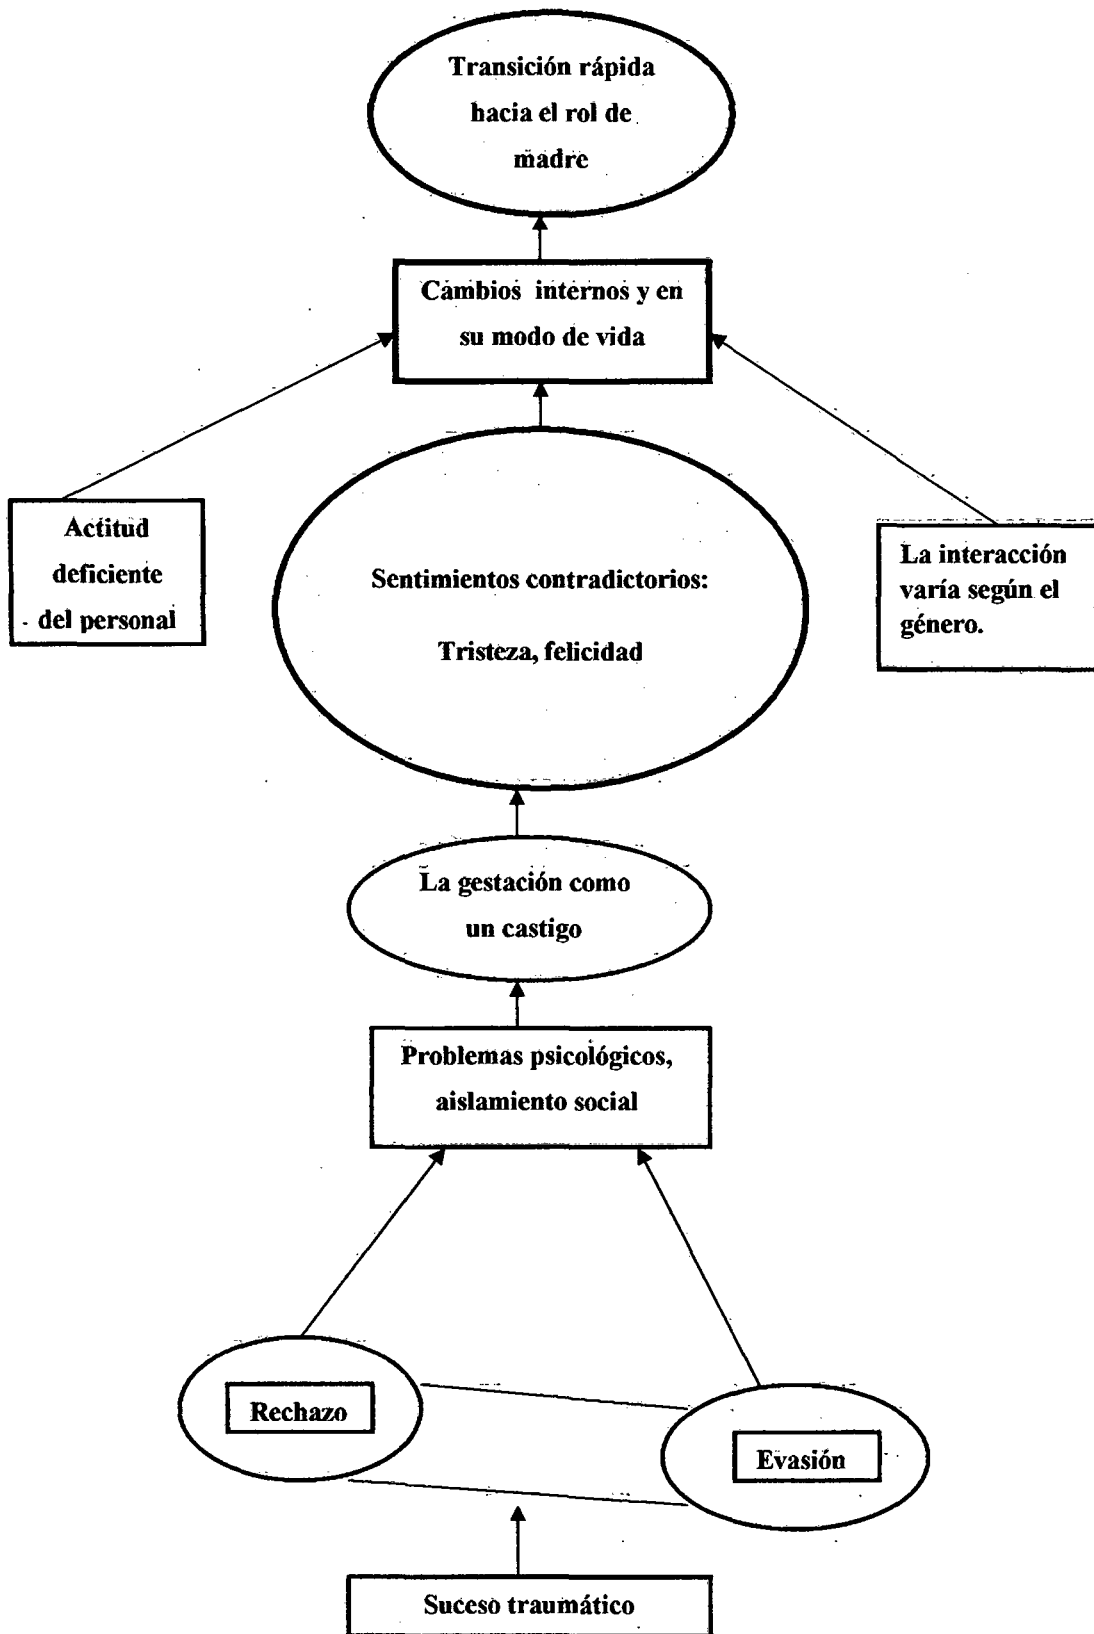 Transición rápida
hacia el rol de
madre
Cambios internos y en
su modo de vida
Actitud
deficiente
del personal
Sentimientos contradictorios:
Tristeza, felicidad
La interacción
varía según el
género.
La gestación como
un castigo
Problemas psicológicos,
aislamiento social
Rechazo
Evasión
Suceso traumático